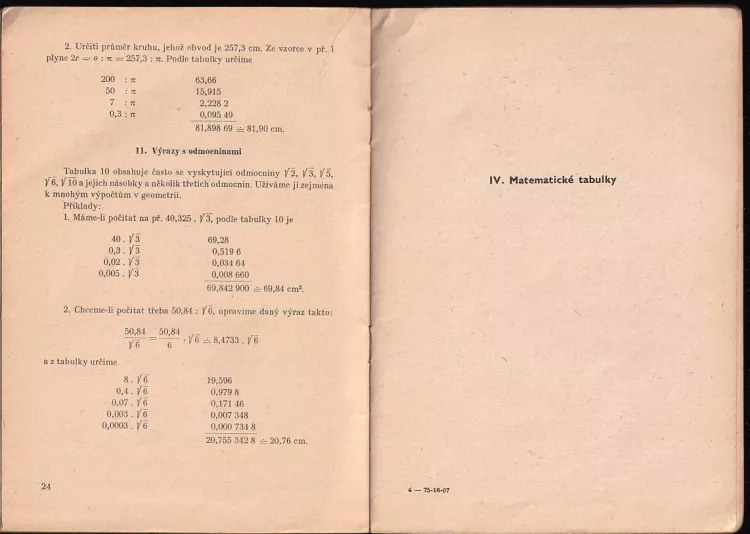 2. Určiti průměr kruhu, jehož obvod je 257,3 cm. Ze vzorce v př. 1
plyne 2r = o : π = 257,3 : π. Podle tabulky určíme
200 : π 63,66
50 : π 15,915
7 : π 2,228 2
0,3 : π 0,095 49
81,898 69 ≐ 81,90 cm.
11. Výrazy s odmocninami
Tabulka 10 obsahuje často se vyskytující odmocniny √2, √3, √5,
√6, √10 a jejich násobky a několik třetích odmocnin. Užíváme jí zejména
k mnohým výpočtům v geometrii.
Příklady:
1. Máme-li počítat na př. 40,325 . √3, podle tabulky 10 je
40 . √3 69,28
0,3 . √3 0,519 6
0,02 . √3 0,034 64
0,005 . √3 0,008 660
69,842 900 ≐ 69,84 cm².
2. Chceme-li počítat třeba 50,84 : √6, upravíme daný výraz takto:
50,84/√6 = 50,84/6 . √6 ≐ 8,4733 . √6
a z tabulky určíme
8 . √6 19,596
0,4 . √6 0,979 8
0,07 . √6 0,171 46
0,003 . √6 0,007 348
0,0003 . √6 0,000 734 8
20,755 342 8 ≐ 20,76 cm.
24
IV. Matematické tabulky
4 — 75-16-07